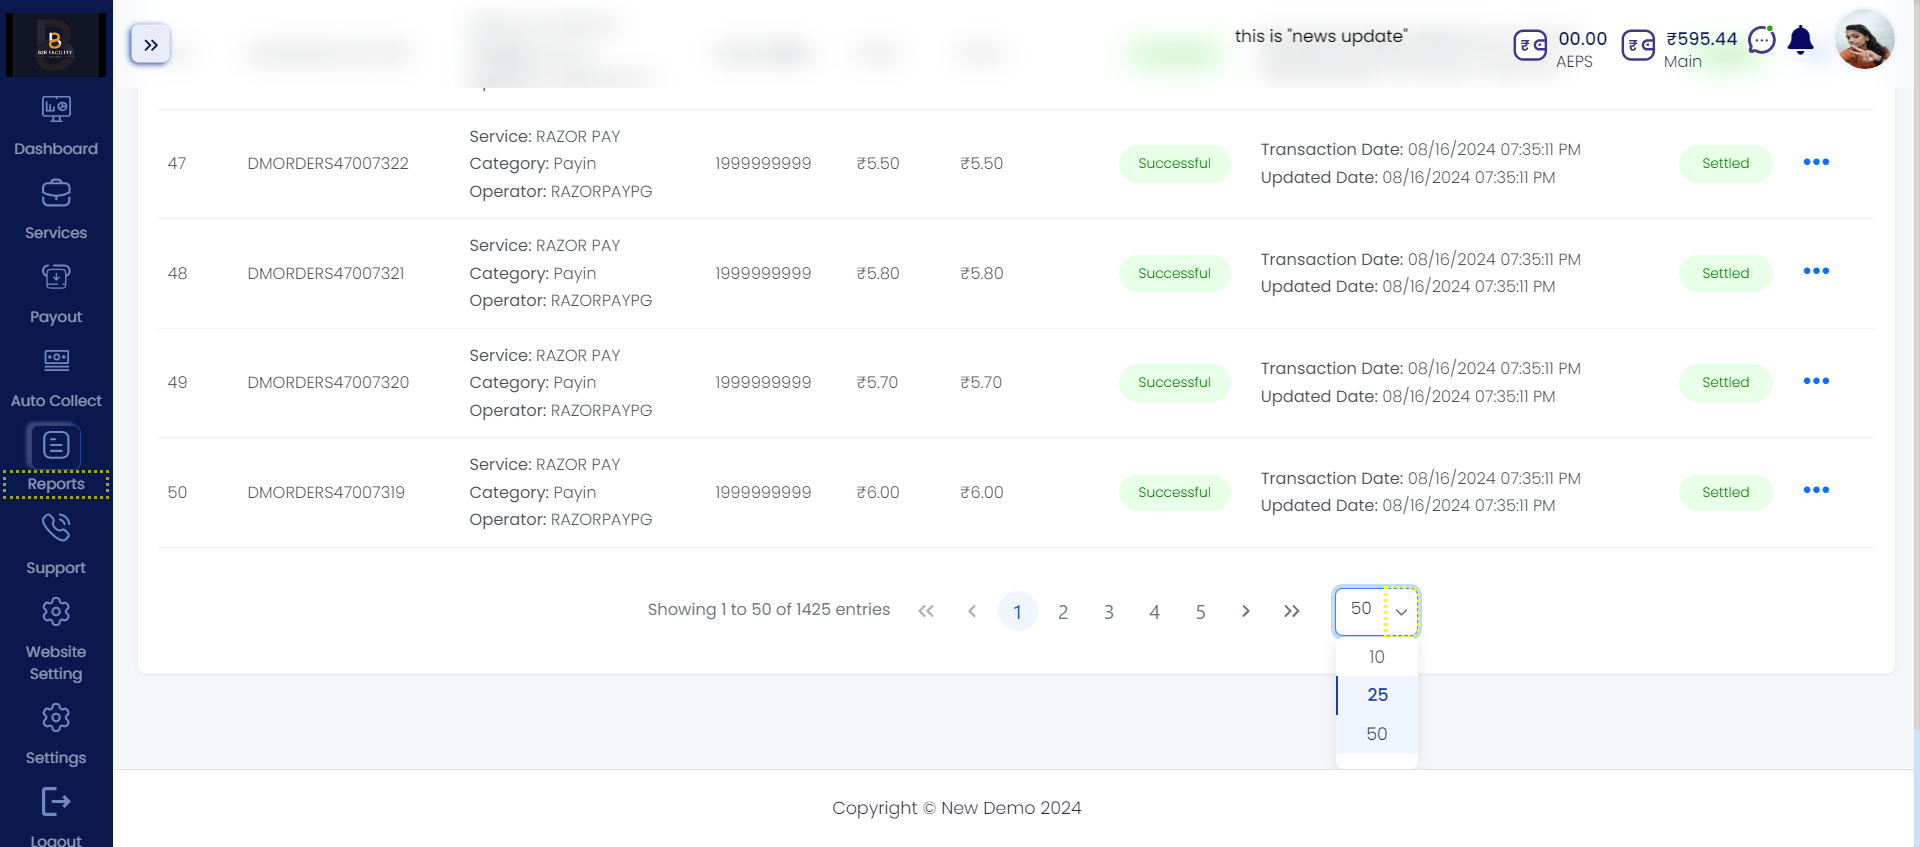 B2B FACILITY
this is "news update"
00.00
AEPS
₹595.44
Main
Dashboard
Services
Payout
Auto Collect
Reports
Support
Website
Setting
Settings
Logout
47 DMORDERS47007322 Service: RAZOR PAY
Category: Payin
Operator: RAZORPAYPG
1999999999 ₹5.50 ₹5.50 Successful
Transaction Date: 08/16/2024 07:35:11 PM
Updated Date: 08/16/2024 07:35:11 PM
Settled
48 DMORDERS47007321 Service: RAZOR PAY
Category: Payin
Operator: RAZORPAYPG
1999999999 ₹5.80 ₹5.80 Successful
Transaction Date: 08/16/2024 07:35:11 PM
Updated Date: 08/16/2024 07:35:11 PM
Settled
49 DMORDERS47007320 Service: RAZOR PAY
Category: Payin
Operator: RAZORPAYPG
1999999999 ₹5.70 ₹5.70 Successful
Transaction Date: 08/16/2024 07:35:11 PM
Updated Date: 08/16/2024 07:35:11 PM
Settled
50 DMORDERS47007319 Service: RAZOR PAY
Category: Payin
Operator: RAZORPAYPG
1999999999 ₹6.00 ₹6.00 Successful
Transaction Date: 08/16/2024 07:35:11 PM
Updated Date: 08/16/2024 07:35:11 PM
Settled
Showing 1 to 50 of 1425 entries 1 2 3 4 5 50
10
25
50
Copyright © New Demo 2024